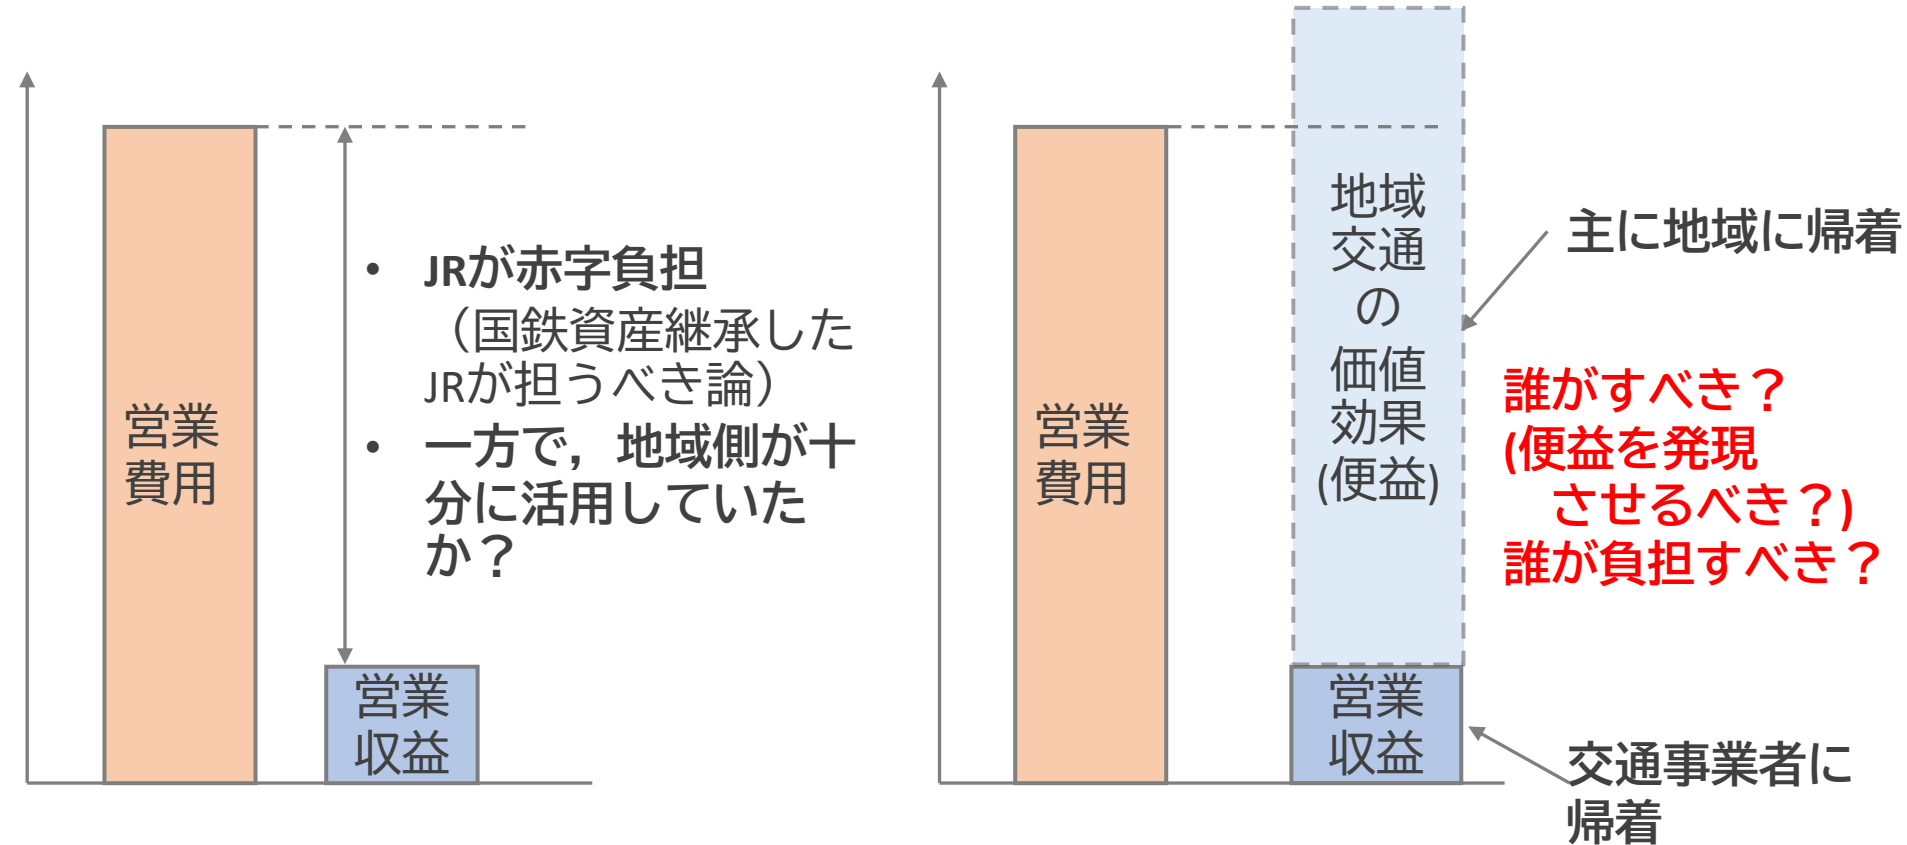 営業
費用
• JRが赤字負担
（国鉄資産継承した
JRが担うべき論）
• 一方で，地域側が十
分に活用していた
か？
営業
収益
営業
費用
地域
交通
の
価値
効果
(便益)
営業
収益
主に地域に帰着
誰がすべき？
(便益を発現
させるべき？)
誰が負担すべき？
交通事業者に
帰着